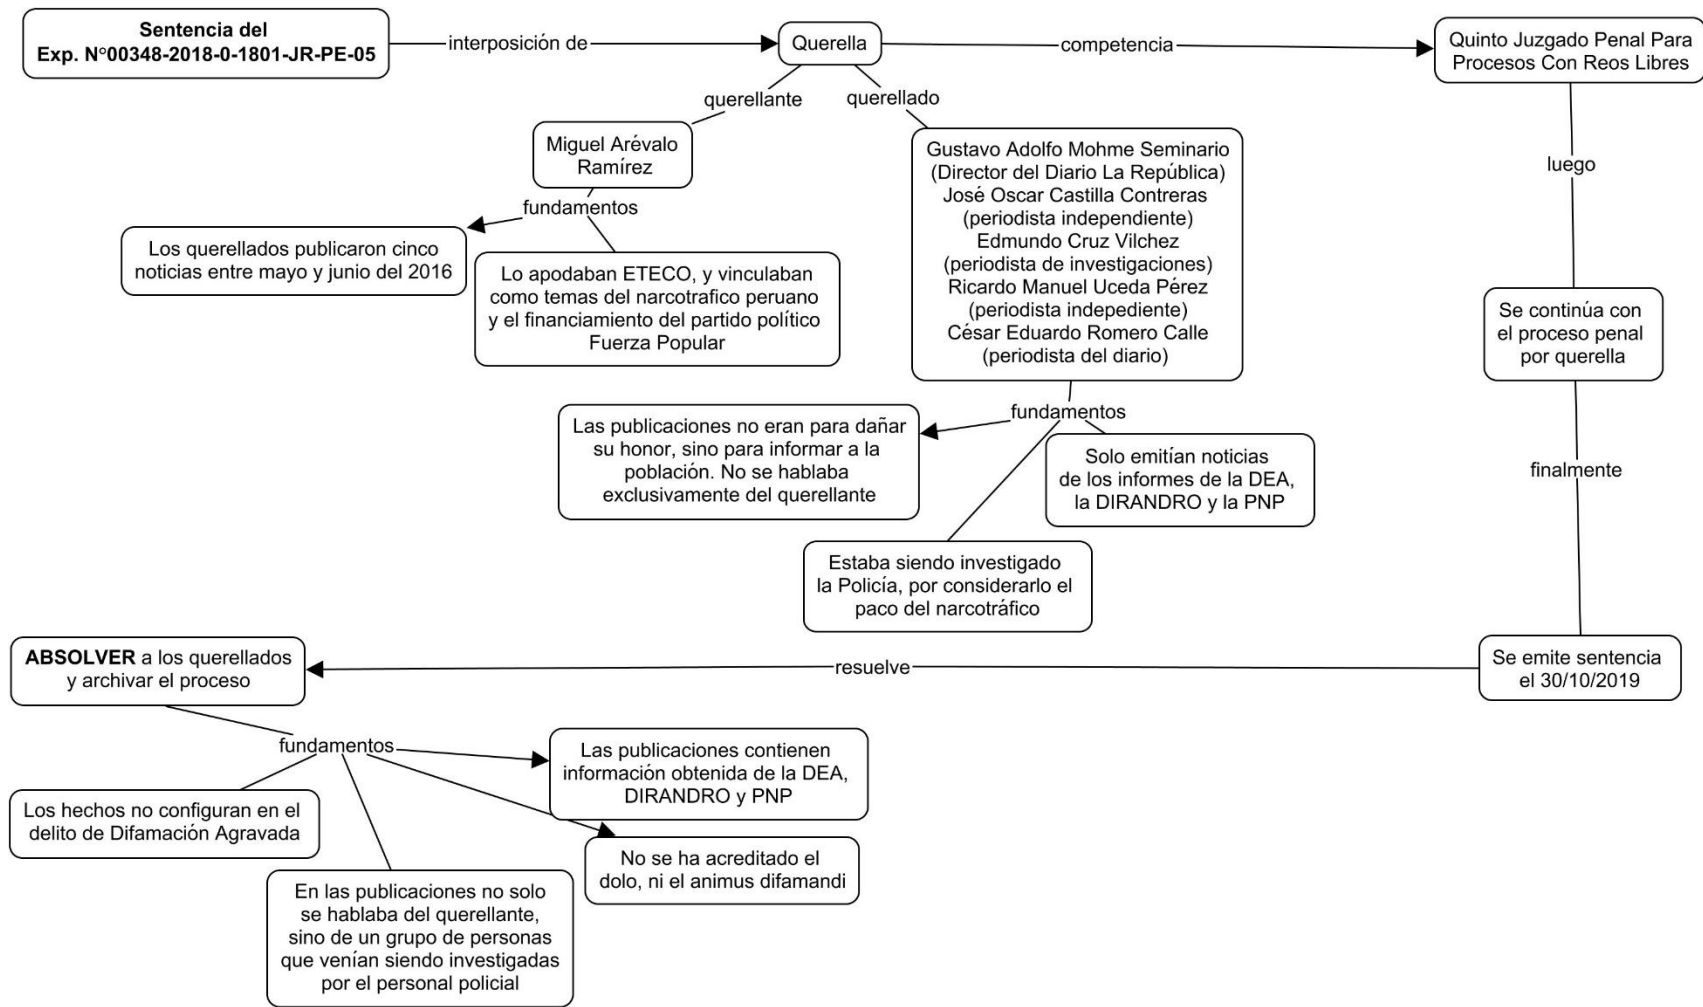 Sentencia del
Exp. N°00348-2018-0-1801-JR-PE-05
interposición de
Querella
competencia
Quinto Juzgado Penal Para
Procesos Con Reos Libres
querellante
querellado
Miguel Arévalo
Ramírez
fundamentos
Los querellados publicaron cinco
noticias entre mayo y junio del 2016
Lo apodaban ETECO, y vinculaban
como temas del narcotrafico peruano
y el financiamiento del partido político
Fuerza Popular
Gustavo Adolfo Mohme Seminario
(Director del Diario La República)
José Oscar Castilla Contreras
(periodista independiente)
Edmundo Cruz Vilchez
(periodista de investigaciones)
Ricardo Manuel Uceda Pérez
(periodista indepediente)
César Eduardo Romero Calle
(periodista del diario)
fundamentos
Las publicaciones no eran para dañar
su honor, sino para informar a la
población. No se hablaba
exclusivamente del querellante
Solo emitían noticias
de los informes de la DEA,
la DIRANDRO y la PNP
Estaba siendo investigado
la Policía, por considerarlo el
paco del narcotráfico
luego
Se continúa con
el proceso penal
por querella
finalmente
Se emite sentencia
el 30/10/2019
resuelve
ABSOLVER a los querellados
y archivar el proceso
fundamentos
Las publicaciones contienen
información obtenida de la DEA,
DIRANDRO y PNP
Los hechos no configuran en el
delito de Difamación Agravada
No se ha acreditado el
dolo, ni el animus difamandi
En las publicaciones no solo
se hablaba del querellante,
sino de un grupo de personas
que venían siendo investigadas
por el personal policial